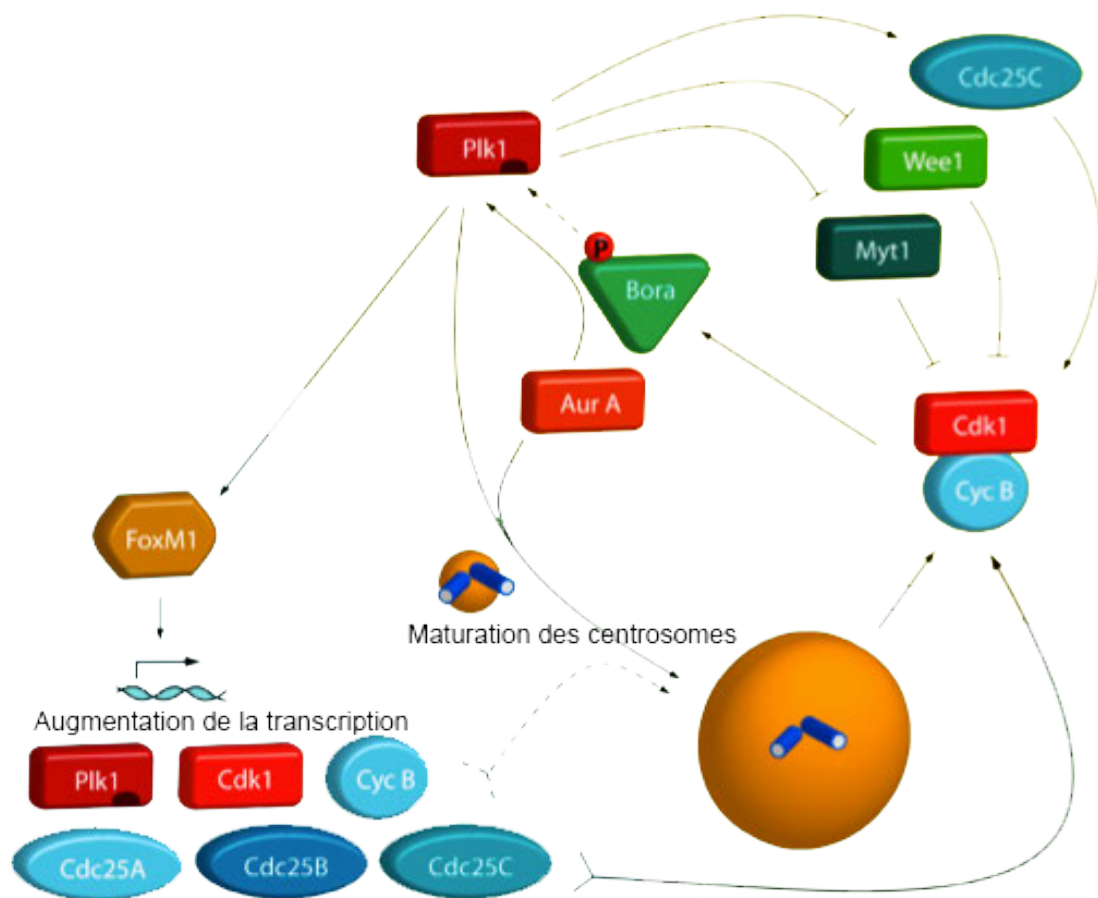 Cdc25C
Plk1
Wee1
Myt1
P
Bora
Aur A
Cdk1
Cyc B
FoxM1
Maturation des centrosomes
Augmentation de la transcription
Plk1
Cdk1
Cyc B
Cdc25A
Cdc25B
Cdc25C